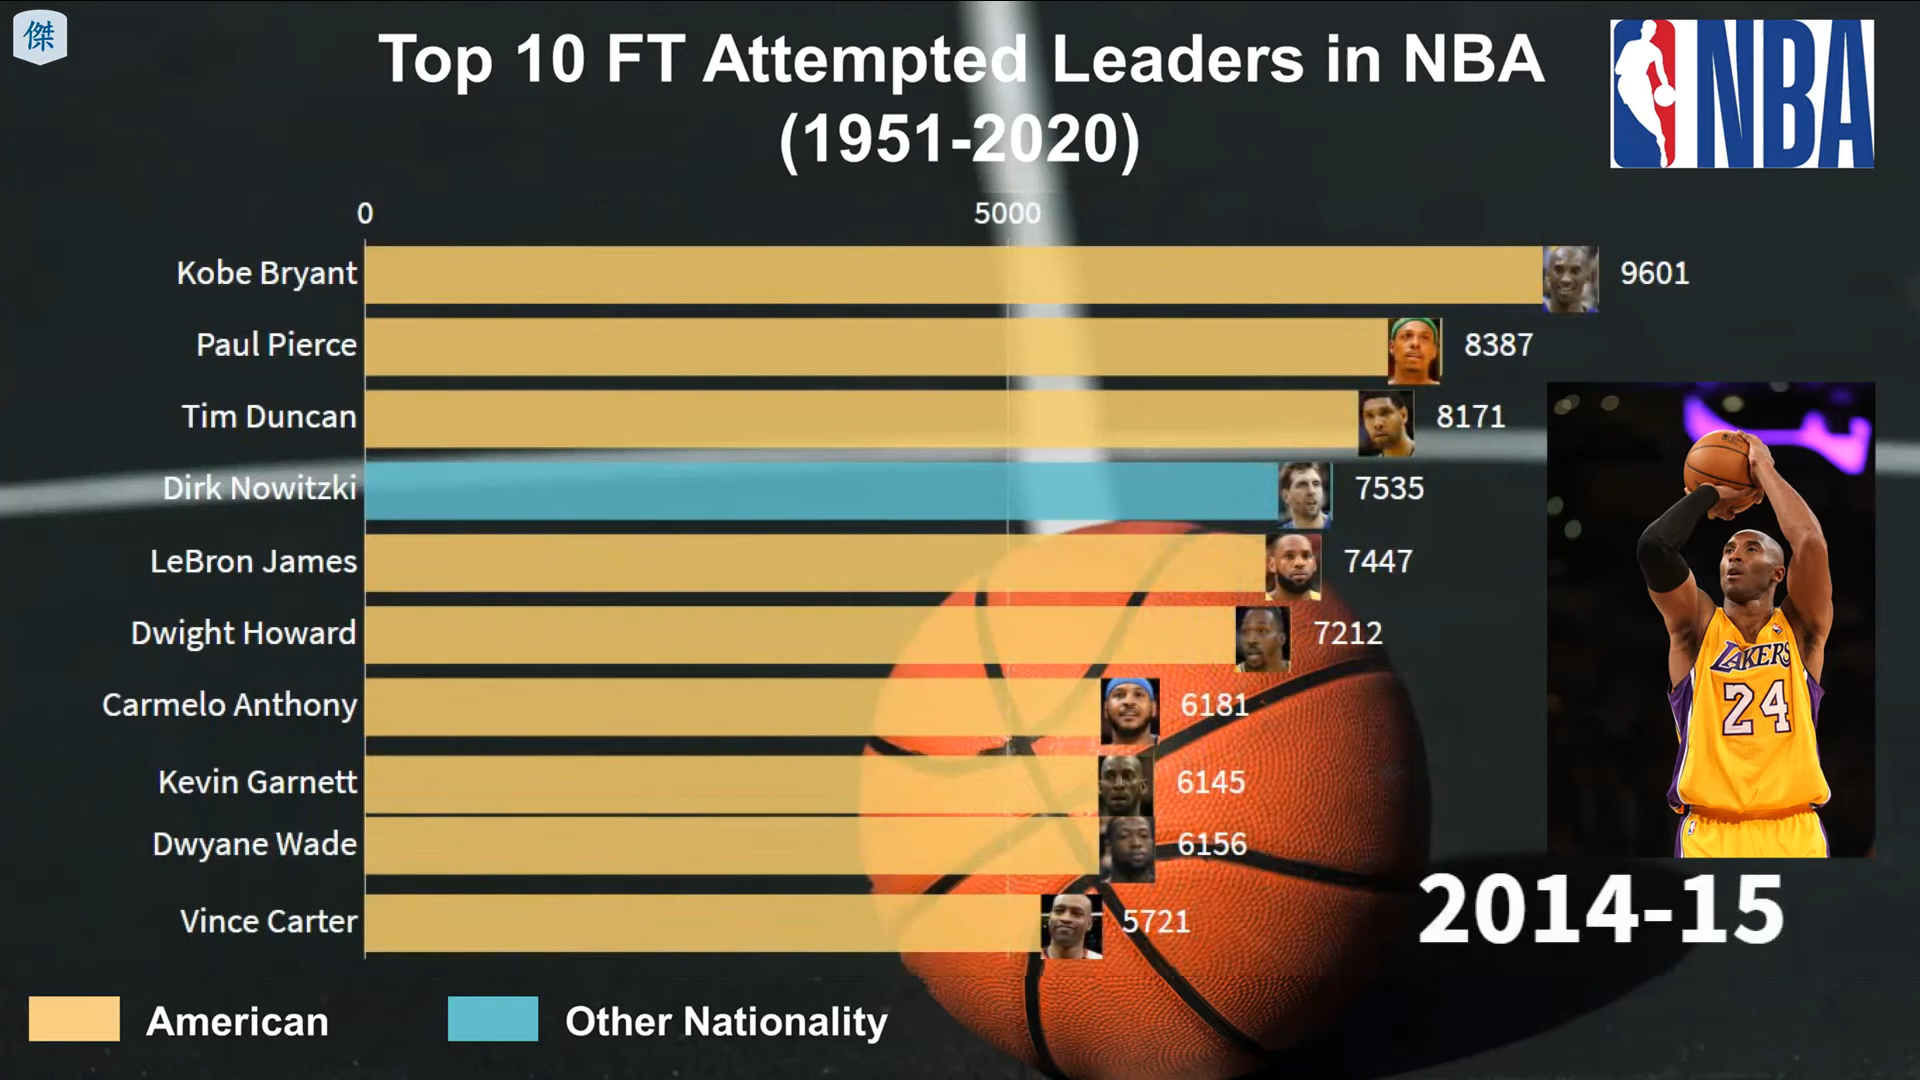 傑
Top 10 FT Attempted Leaders in NBA
(1951-2020)
NBA
0 5000
Kobe Bryant 9601
Paul Pierce 8387
Tim Duncan 8171
Dirk Nowitzki 7535
LeBron James 7447
Dwight Howard 7212
Carmelo Anthony 6181
Kevin Garnett 6145
Dwyane Wade 6156
Vince Carter 5721
LAKERS
24
2014-15
American
Other Nationality